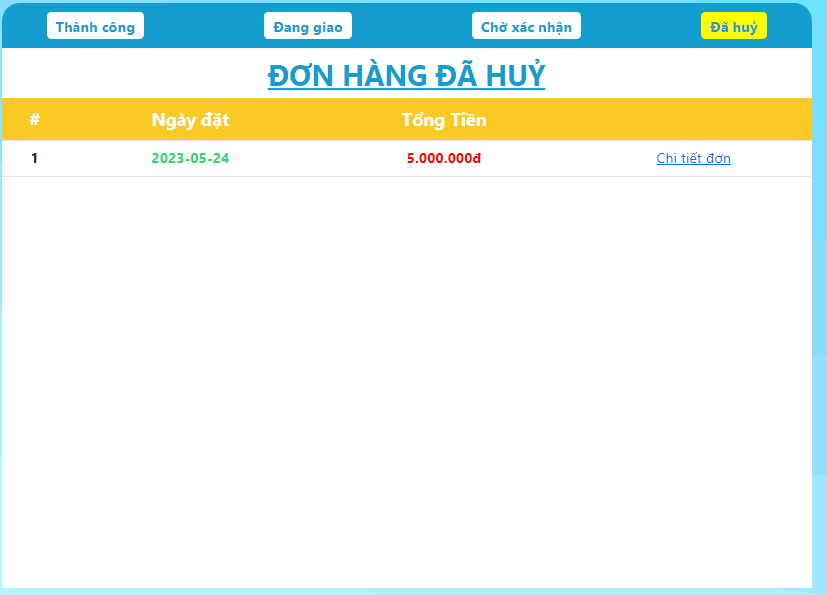 Thành công Đang giao Chờ xác nhận Đã huỷ
ĐƠN HÀNG ĐÃ HUỶ
# Ngày đặt Tổng Tiền
1 2023-05-24 5.000.000đ Chi tiết đơn